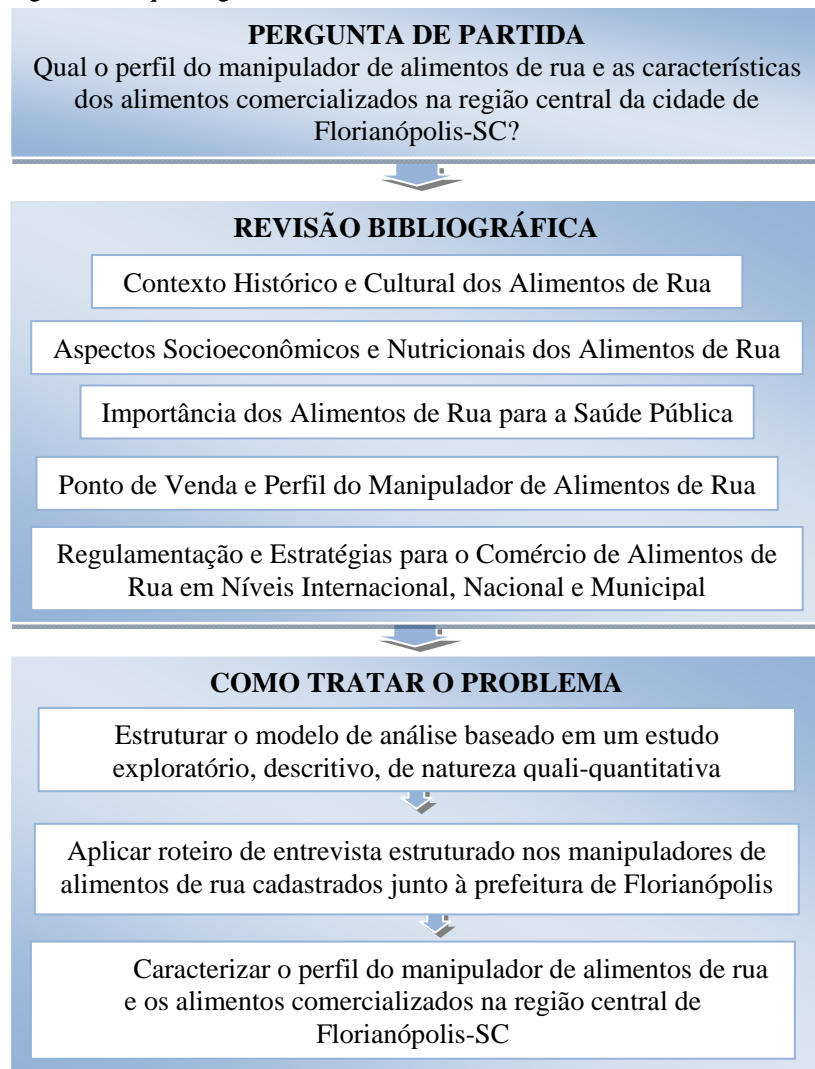 PERGUNTA DE PARTIDA
Qual o perfil do manipulador de alimentos de rua e as características
dos alimentos comercializados na região central da cidade de
Florianópolis-SC?
REVISÃO BIBLIOGRÁFICA
Contexto Histórico e Cultural dos Alimentos de Rua
Aspectos Socioeconômicos e Nutricionais dos Alimentos de Rua
Importância dos Alimentos de Rua para a Saúde Pública
Ponto de Venda e Perfil do Manipulador de Alimentos de Rua
Regulamentação e Estratégias para o Comércio de Alimentos de
Rua em Níveis Internacional, Nacional e Municipal
COMO TRATAR O PROBLEMA
Estruturar o modelo de análise baseado em um estudo
exploratório, descritivo, de natureza quali-quantitativa
Aplicar roteiro de entrevista estruturado nos manipuladores de
alimentos de rua cadastrados junto à prefeitura de Florianópolis
Caracterizar o perfil do manipulador de alimentos de rua
e os alimentos comercializados na região central de
Florianópolis-SC